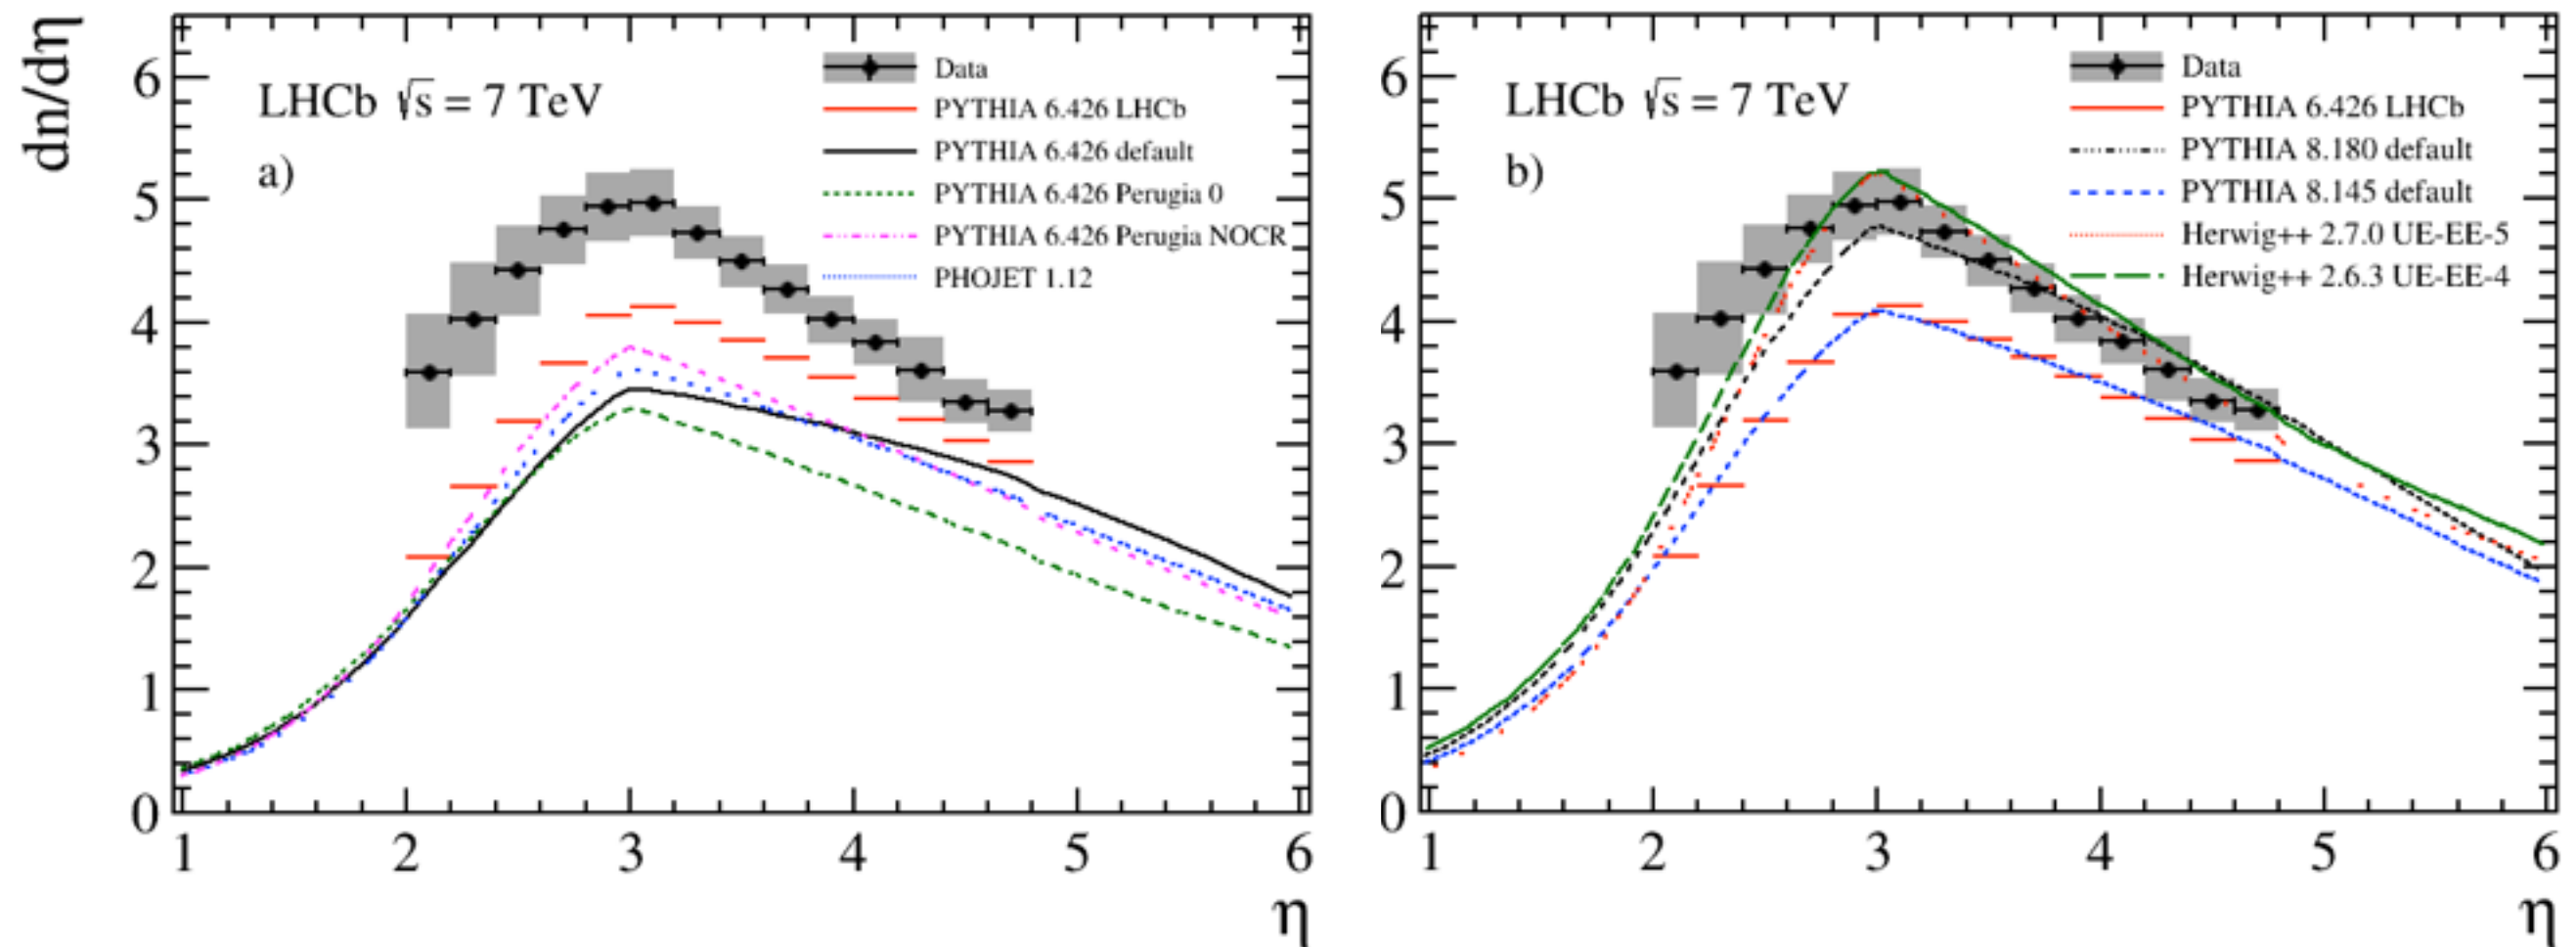 dn/dη
6
5
4
3
2
1
0
LHCb √s = 7 TeV
a)
Data
PYTHIA 6.426 LHCb
PYTHIA 6.426 default
PYTHIA 6.426 Perugia 0
PYTHIA 6.426 Perugia NOCR
PHOJET 1.12
1 2 3 4 5 6
η
6
5
4
3
2
1
0
LHCb √s = 7 TeV
b)
Data
PYTHIA 6.426 LHCb
PYTHIA 8.180 default
PYTHIA 8.145 default
Herwig++ 2.7.0 UE-EE-5
Herwig++ 2.6.3 UE-EE-4
1 2 3 4 5 6
η